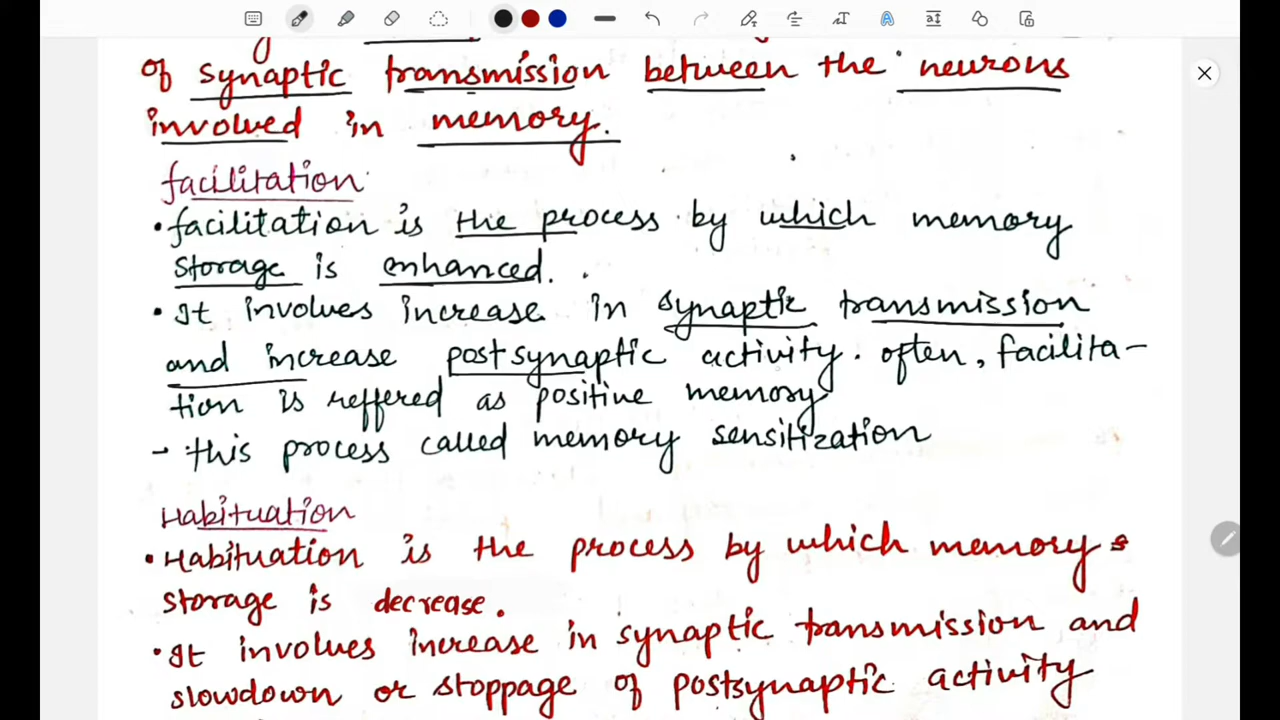 of synaptic transmission between the neurons
involved in memory.
facilitation
• facilitation is the process by which memory
storage is enhanced.
• It involves increase in synaptic transmission
and increase postsynaptic activity. often, facilita-
tion is reffered as positive memory
- this process called memory sensitization
Habituation
• Habituation is the process by which memory s
storage is decrease.
• It involves increase in synaptic transmission and
slowdown or stoppage of postsynaptic activity